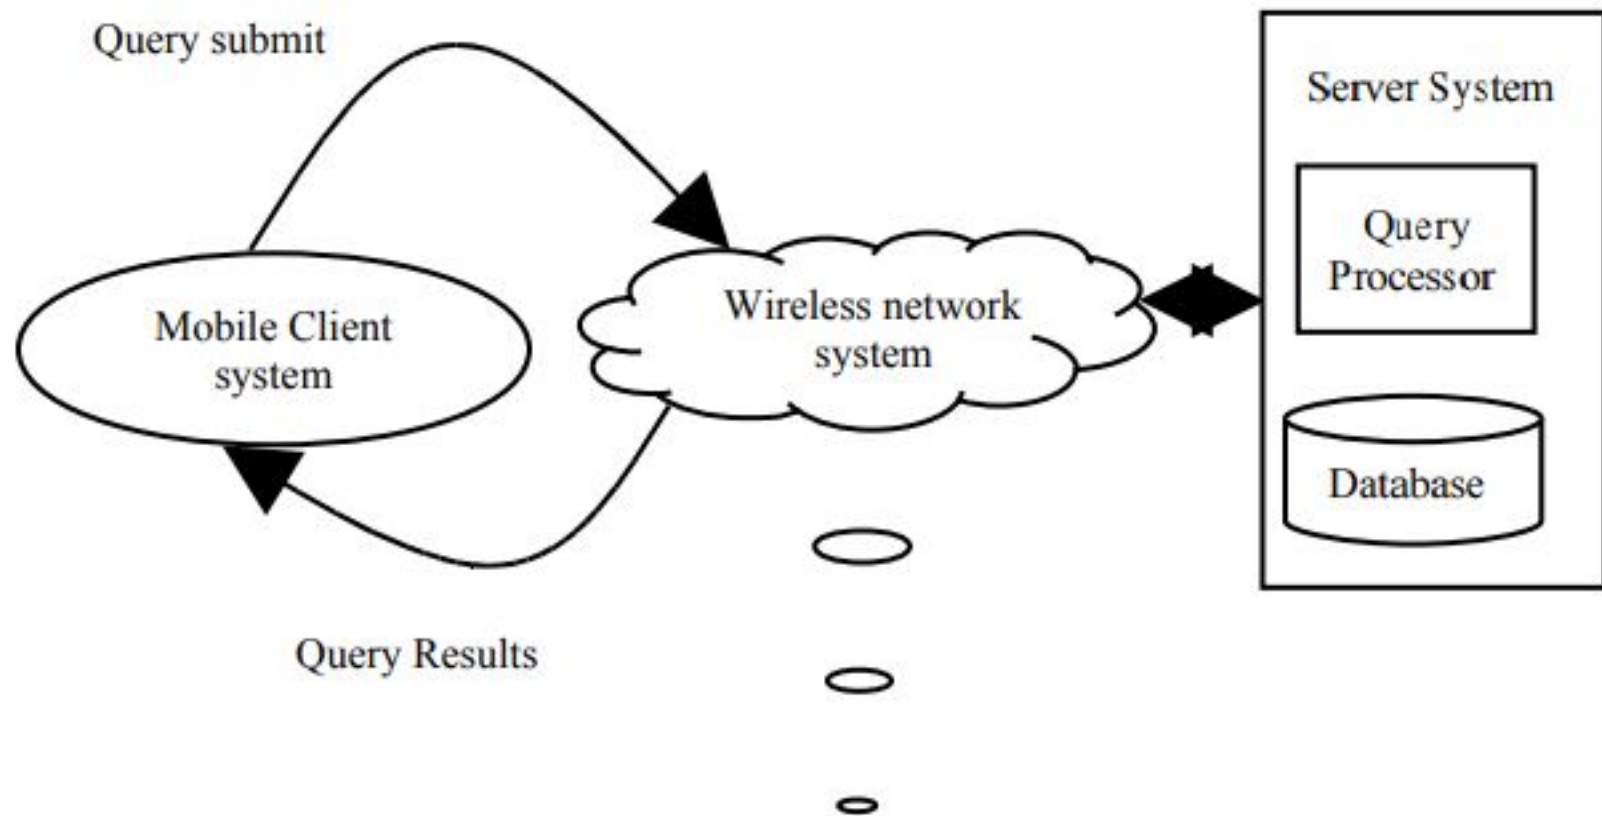 Query submit
Server System
Query
Processor
Mobile Client
system
Wireless network
system
Database
Query Results